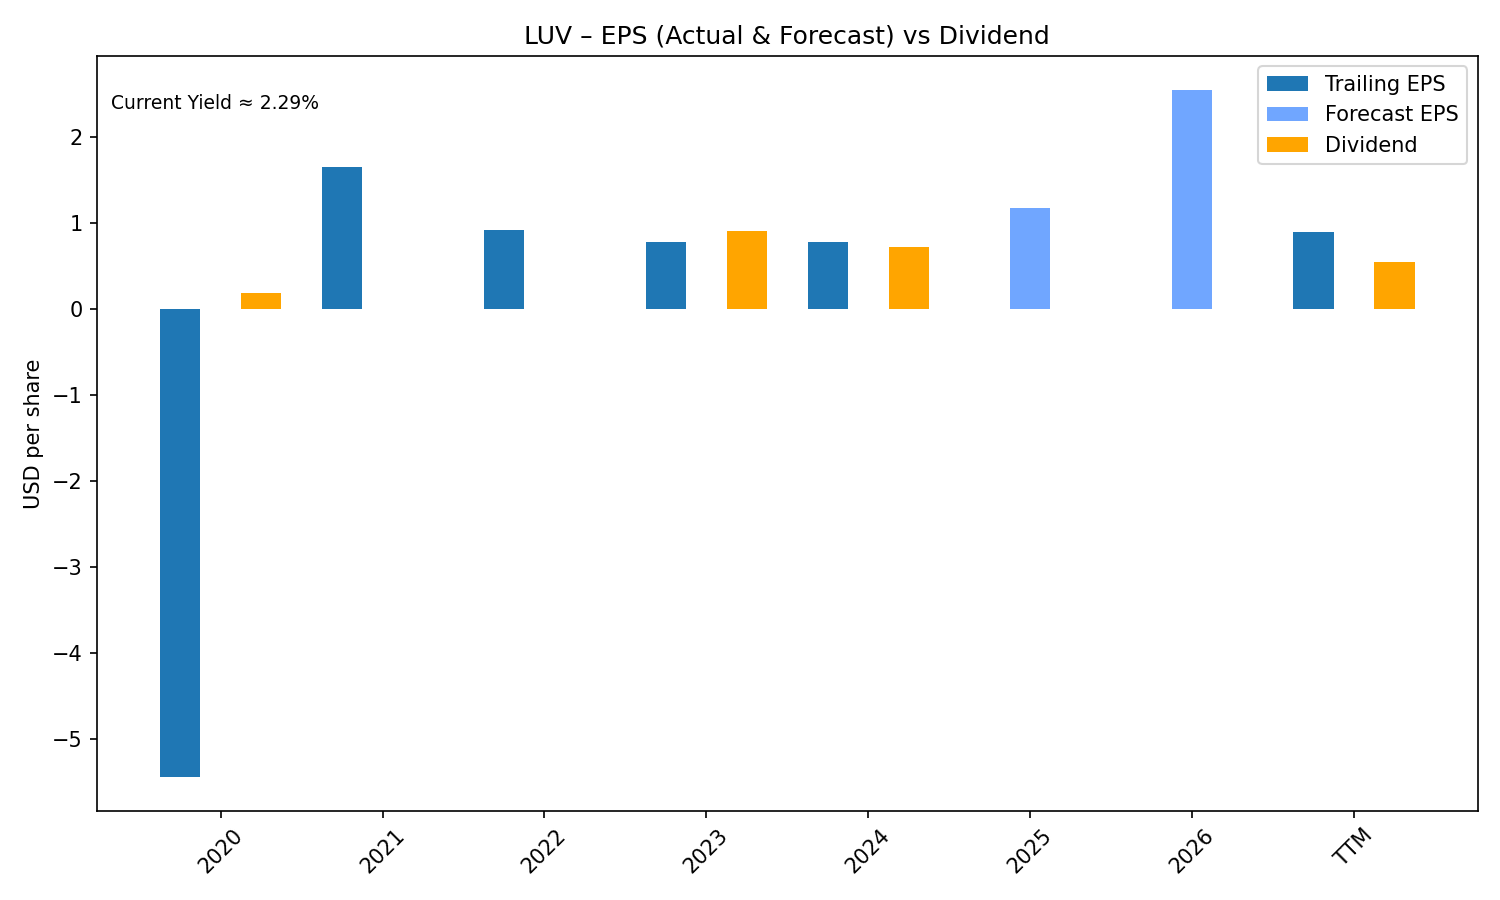 LUV – EPS (Actual & Forecast) vs Dividend
Current Yield ≈ 2.29%
Trailing EPS
Forecast EPS
Dividend
USD per share
2
1
0
−1
−2
−3
−4
−5
2020
2021
2022
2023
2024
2025
2026
TTM